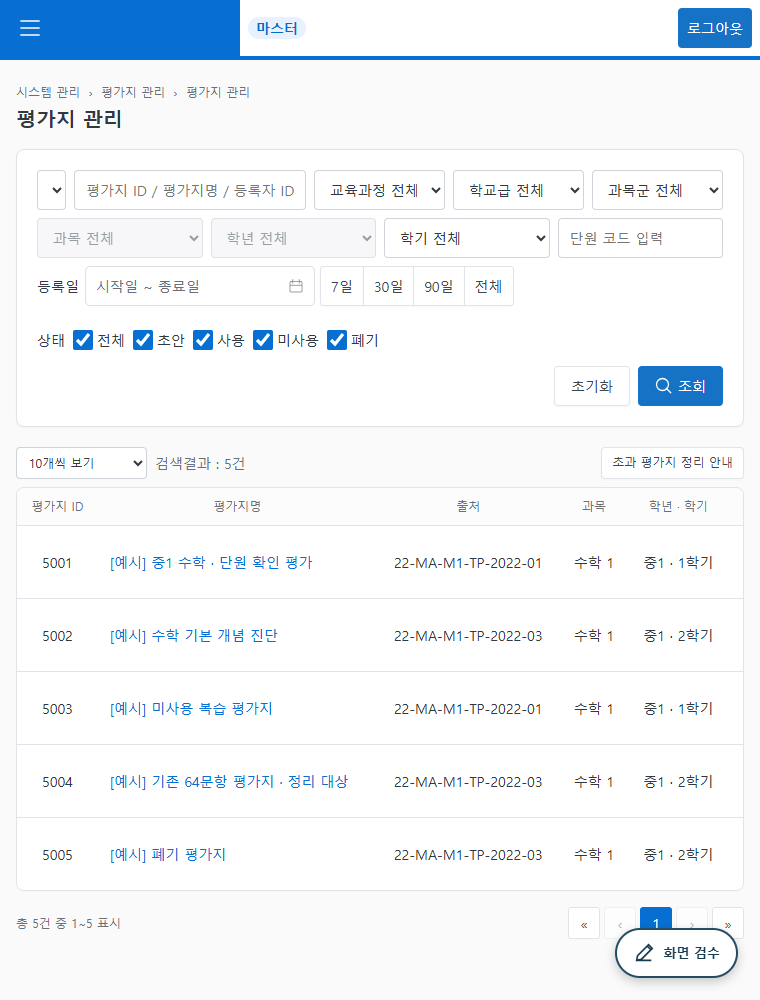 마스터
로그아웃
시스템 관리 › 평가지 관리 › 평가지 관리
평가지 관리
평가지 ID / 평가지명 / 등록자 ID 교육과정 전체 학교급 전체 과목군 전체
과목 전체 학년 전체 학기 전체 단원 코드 입력
등록일 시작일 ~ 종료일 7일 30일 90일 전체
상태 전체 초안 사용 미사용 폐기
초기화 조회
10개씩 보기 검색결과 : 5건 초과 평가지 정리 안내
평가지 ID 평가지명 출처 과목 학년 · 학기
5001 [예시] 중1 수학 · 단원 확인 평가 22-MA-M1-TP-2022-01 수학 1 중1 · 1학기
5002 [예시] 수학 기본 개념 진단 22-MA-M1-TP-2022-03 수학 1 중1 · 2학기
5003 [예시] 미사용 복습 평가지 22-MA-M1-TP-2022-01 수학 1 중1 · 1학기
5004 [예시] 기존 64문항 평가지 · 정리 대상 22-MA-M1-TP-2022-03 수학 1 중1 · 2학기
5005 [예시] 폐기 평가지 22-MA-M1-TP-2022-03 수학 1 중1 · 2학기
총 5건 중 1~5 표시 « ‹ 1 › »
화면 검수